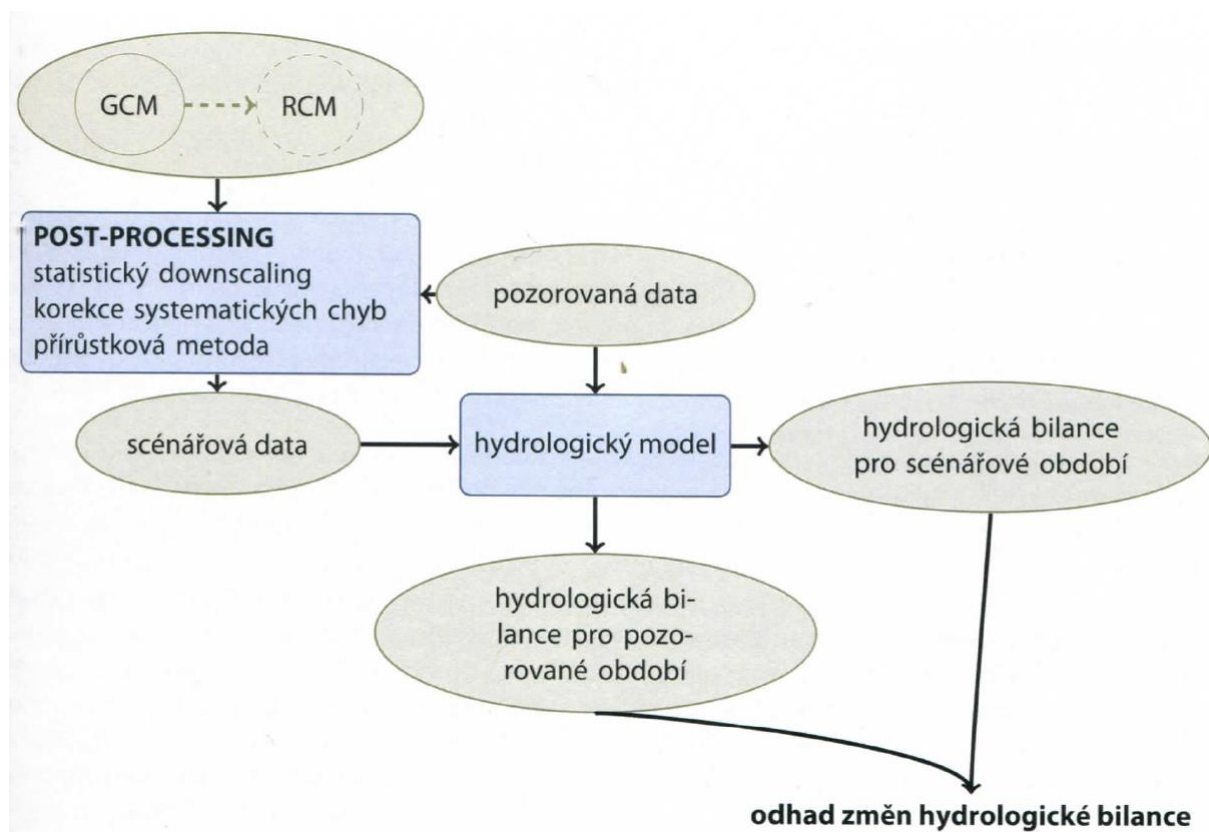 GCM
RCM
POST-PROCESSING
statistický downscaling
korekce systematických chyb
přírůstková metoda
pozorovaná data
scénářová data
hydrologický model
hydrologická bilance
pro scénářové období
hydrologická bi-
lance pro pozo-
rované období
odhad změn hydrologické bilance